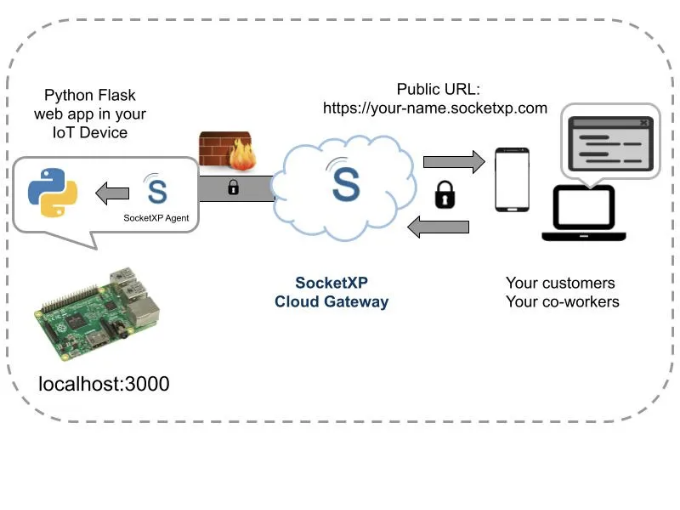 Python Flask
web app in your
IoT Device
Public URL:
https://your-name.socketxp.com
S
SocketXP Agent
S
SocketXP
Cloud Gateway
Your customers
Your co-workers
localhost:3000